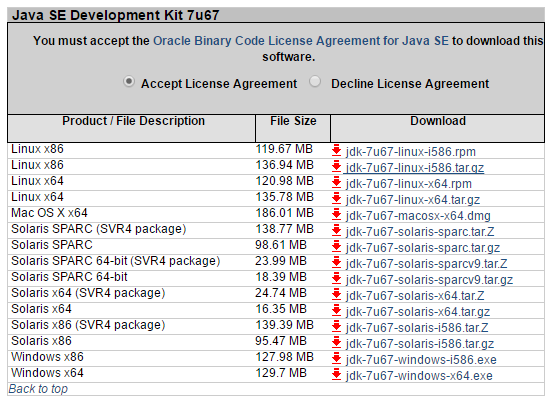 Java SE Development Kit 7u67
You must accept the Oracle Binary Code License Agreement for Java SE to download this
software.
Accept License Agreement Decline License Agreement
Product / File Description File Size Download
Linux x86 119.67 MB jdk-7u67-linux-i586.rpm
Linux x86 136.94 MB jdk-7u67-linux-i586.tar.gz
Linux x64 120.98 MB jdk-7u67-linux-x64.rpm
Linux x64 135.78 MB jdk-7u67-linux-x64.tar.gz
Mac OS X x64 186.01 MB jdk-7u67-macosx-x64.dmg
Solaris SPARC (SVR4 package) 138.77 MB jdk-7u67-solaris-sparc.tar.Z
Solaris SPARC 98.61 MB jdk-7u67-solaris-sparc.tar.gz
Solaris SPARC 64-bit (SVR4 package) 23.99 MB jdk-7u67-solaris-sparcv9.tar.Z
Solaris SPARC 64-bit 18.39 MB jdk-7u67-solaris-sparcv9.tar.gz
Solaris x64 (SVR4 package) 24.74 MB jdk-7u67-solaris-x64.tar.Z
Solaris x64 16.35 MB jdk-7u67-solaris-x64.tar.gz
Solaris x86 (SVR4 package) 139.39 MB jdk-7u67-solaris-i586.tar.Z
Solaris x86 95.47 MB jdk-7u67-solaris-i586.tar.gz
Windows x86 127.98 MB jdk-7u67-windows-i586.exe
Windows x64 129.7 MB jdk-7u67-windows-x64.exe
Back to top